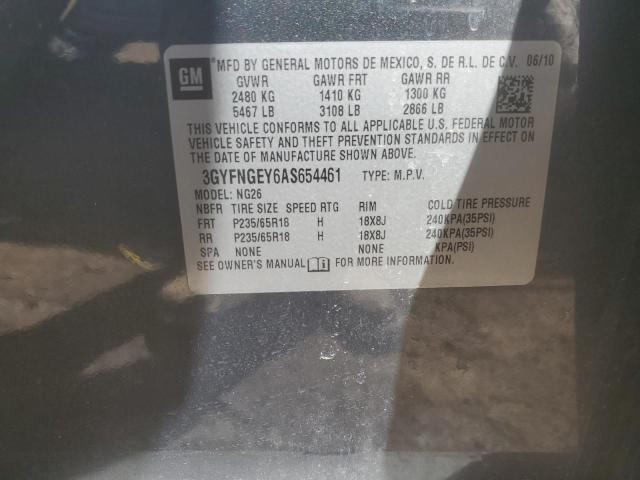 GM
MFD BY GENERAL MOTORS DE MEXICO, S. DE R.L. DE C.V. 06/10
GVWR GAWR FRT GAWR RR
2480 KG 1410 KG 1300 KG
5467 LB 3108 LB 2866 LB
THIS VEHICLE CONFORMS TO ALL APPLICABLE U.S. FEDERAL MOTOR
VEHICLE SAFETY AND THEFT PREVENTION STANDARDS IN EFFECT ON
THE DATE OF MANUFACTURE SHOWN ABOVE.
3GYFNGEY6AS654461 TYPE: M.P.V.
MODEL: NG26
NBFR TIRE SIZE SPEED RTG RIM COLD TIRE PRESSURE
FRT P235/65R18 H 18X8J 240KPA(35PSI)
RR P235/65R18 H 18X8J 240KPA(35PSI)
SPA NONE NONE KPA(PSI)
SEE OWNER'S MANUAL FOR MORE INFORMATION.